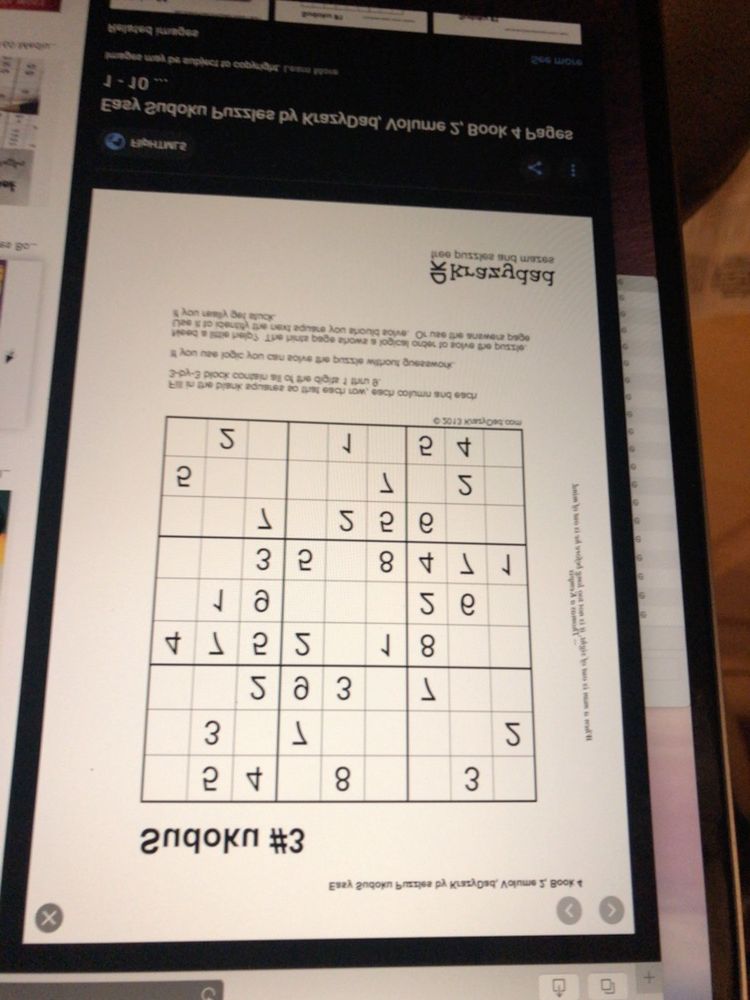 Easy Sudoku Puzzles by KrazyDad, Volume 2, Book 4
Sudoku #3
5 4 8 3
3 7 2
2 9 3 7
4 7 5 2 1 8
1 9 2 6
3 5 8 4 7 1
7 2 5 6
5 7 2
2 1 5 4
© 2013 KrazyDad.com
Fill in the blank squares so that each row, each column and each
3-by-3 block contain all of the digits 1 thru 9.
If you use logic you can solve the puzzle without guesswork.
Need a little help? The hints page shows a logical order to solve the puzzle.
Use it to identify the next square you should solve. Or use the answers page
if you really get stuck.
krazydad
free puzzles and mazes
FlipHTML5
Easy Sudoku Puzzles by KrazyDad, Volume 2, Book 4 Pages
1 - 10 ...
Images may be subject to copyright. Learn More
See more
Related images
Sudoku #1